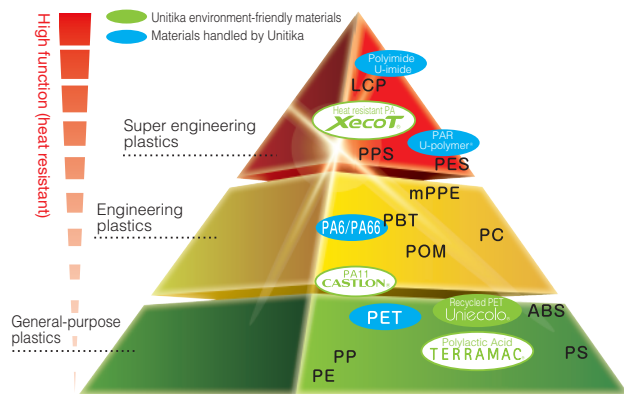 Unitika environment-friendly materials
Materials handled by Unitika
High function (heat resistant)
Polyimide
U-imide
LCP
Heat resistant PA
XecoT®
Super engineering
plastics
PAR
U-polymer®
PPS
PES
mPPE
Engineering
plastics
PA6/PA66
PBT
PC
POM
PA11
CASTLON®
General-purpose
plastics
Recycled PET
Uniecolo®
ABS
PET
Polylactic Acid
TERRAMAC®
PP
PS
PE